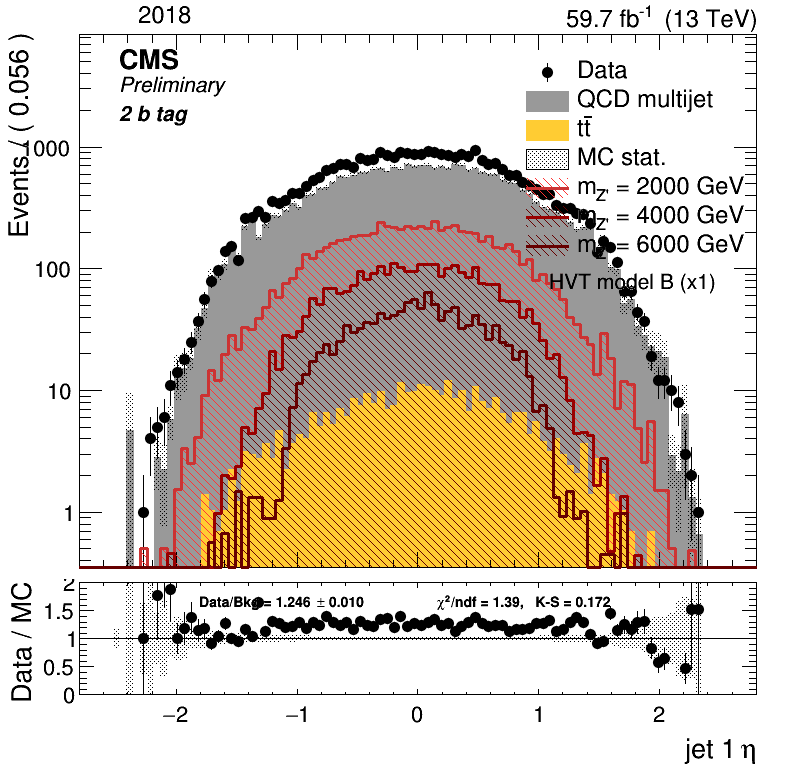 2018
59.7 fb⁻¹ (13 TeV)
CMS
Preliminary
2 b tag
Data
QCD multijet
tt̄
MC stat.
m_Z' = 2000 GeV
m_Z' = 4000 GeV
m_Z' = 6000 GeV
HVT model B (x1)
Events / ( 0.056 )
1000
100
10
1
Data/Bkg = 1.246 ± 0.010
χ²/ndf = 1.39, K-S = 0.172
Data / MC
2
1.5
1
0.5
0
−2
−1
0
1
2
jet 1 η